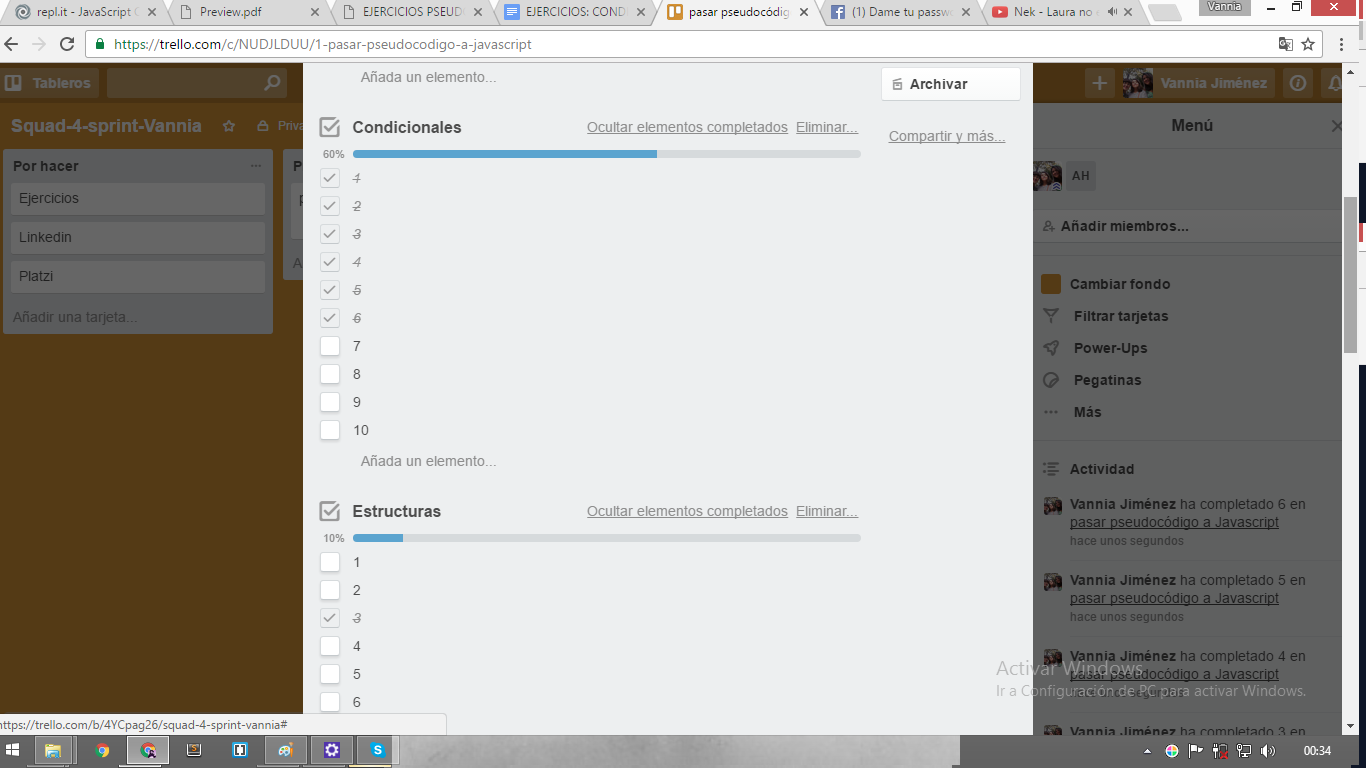 repl.it - JavaScript
Preview.pdf
EJERCICIOS PSEUD
EJERCICIOS: COND
pasar pseudocódig
(1) Dame tu passw
Nek - Laura no
Vannia
https://trello.com/c/NUDJLDUU/1-pasar-pseudocodigo-a-javascript
Tableros
Vannia Jiménez
Squad-4-sprint-Vannia
Priva
Por hacer
Ejercicios
Linkedin
Platzi
Añadir una tarjeta...
Añada un elemento...
Archivar
Compartir y más...
Condicionales
Ocultar elementos completados Eliminar...
60%
1
2
3
4
5
6
7
8
9
10
Añada un elemento...
Estructuras
Ocultar elementos completados Eliminar...
10%
1
2
3
4
5
6
Menú
AH
Añadir miembros...
Cambiar fondo
Filtrar tarjetas
Power-Ups
Pegatinas
Más
Actividad
Vannia Jiménez ha completado 6 en
pasar pseudocódigo a Javascript
hace unos segundos
Vannia Jiménez ha completado 5 en
pasar pseudocódigo a Javascript
hace unos segundos
Vannia Jiménez ha completado 4 en
pasar pseudocódigo a Javascript
hace unos segundos
Vannia Jiménez ha completado 3 en
Activar Windows
Ir a Configuración de PC para activar Windows.
https://trello.com/b/4YCpag26/squad-4-sprint-vannia#
00:34